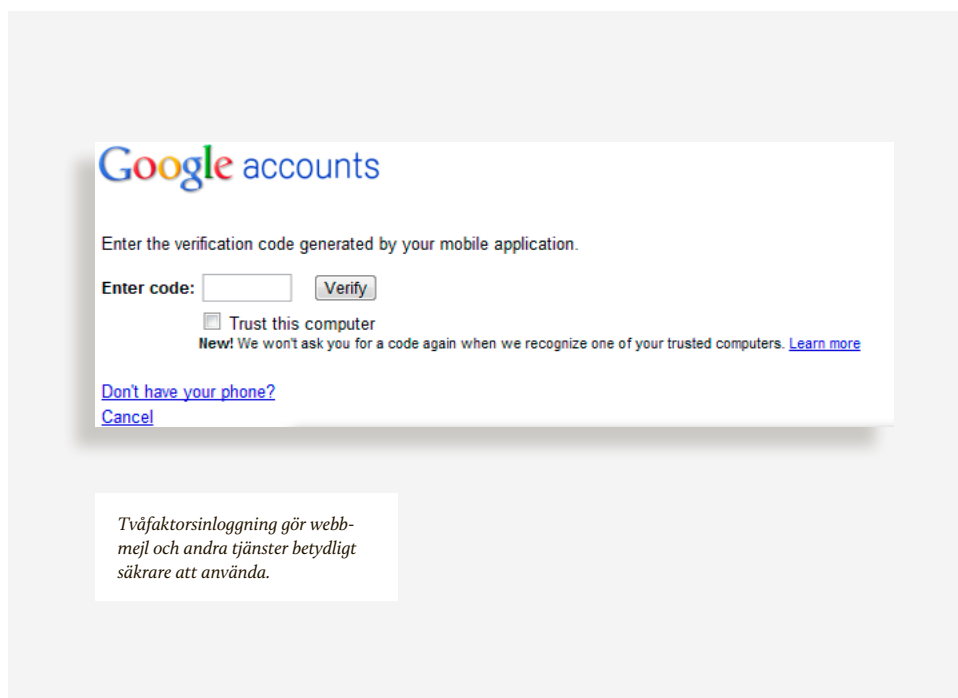 Google accounts
Enter the verification code generated by your mobile application.
Enter code: Verify
Trust this computer
New! We won't ask you for a code again when we recognize one of your trusted computers. Learn more
Don't have your phone?
Cancel
Tvåfaktorsinloggning gör webb-
mejl och andra tjänster betydligt
säkrare att använda.